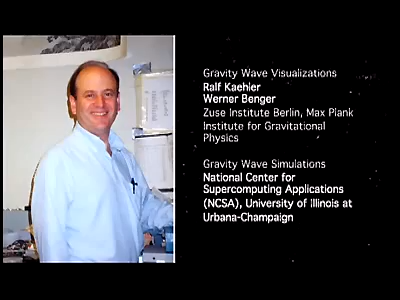 Gravity Wave Visualizations
Ralf Kaehler
Werner Benger
Zuse Institute Berlin, Max Plank
Institute for Gravitational
Physics
Gravity Wave Simulations
National Center for
Supercomputing Applications
(NCSA), University of Illinois at
Urbana-Champaign